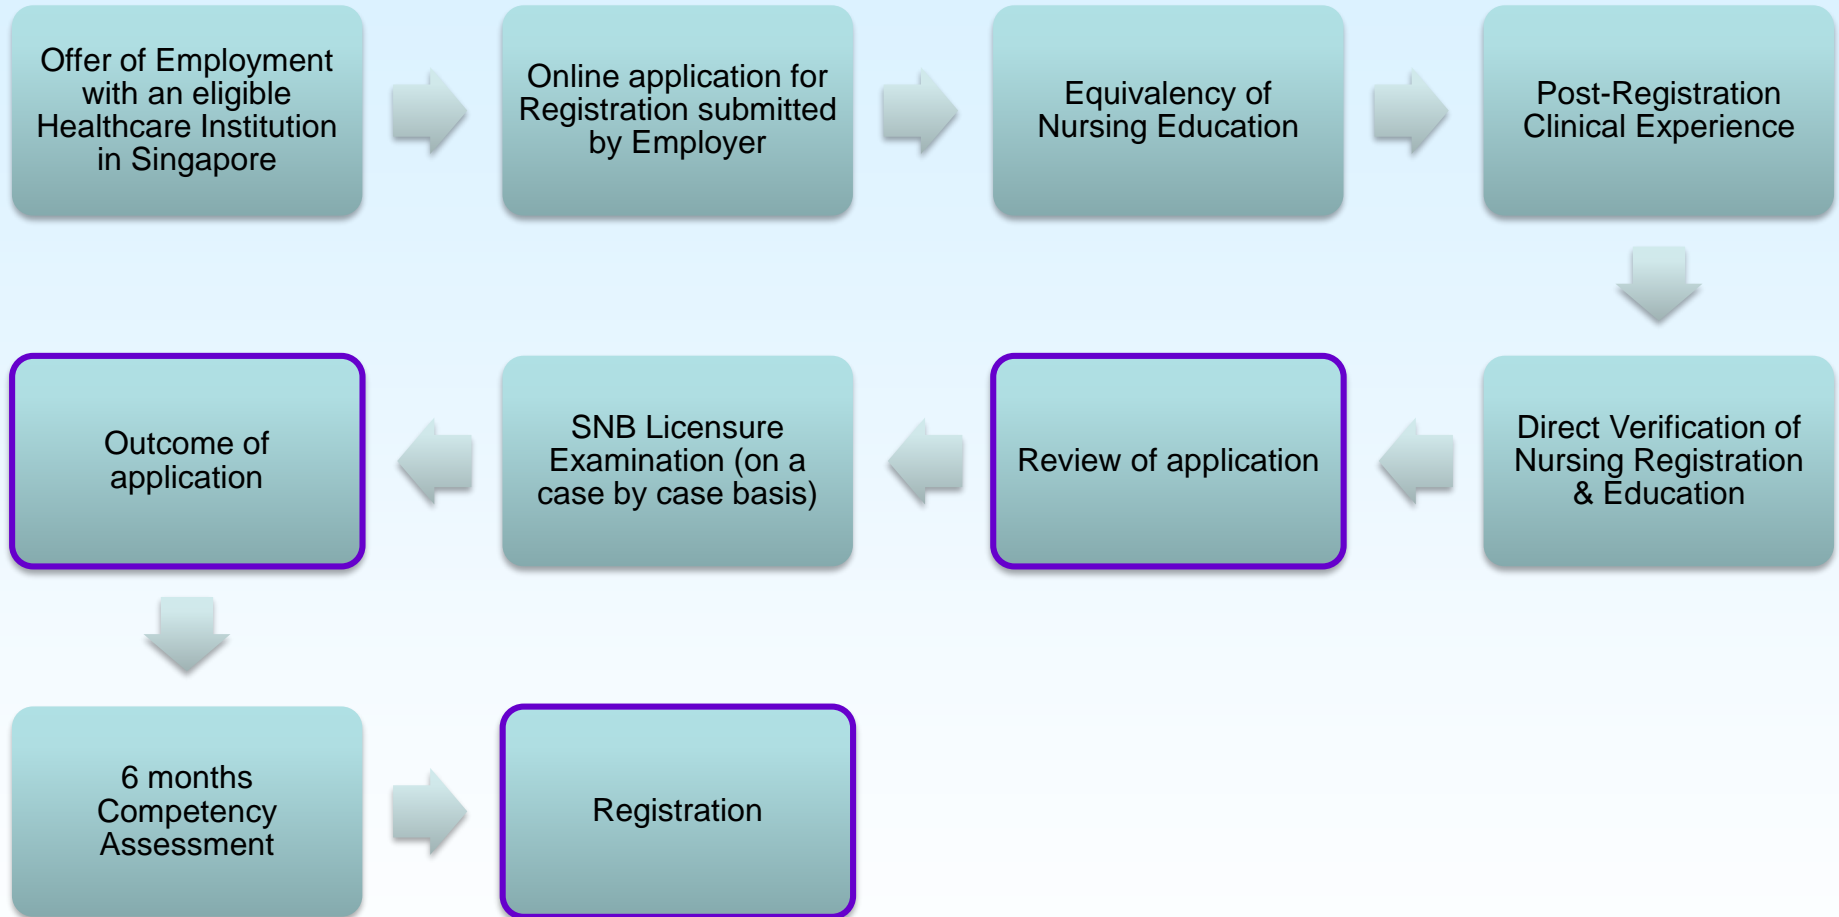 Offer of Employment
with an eligible
Healthcare Institution
in Singapore
Online application for
Registration submitted
by Employer
Equivalency of
Nursing Education
Post-Registration
Clinical Experience
Direct Verification of
Nursing Registration
& Education
Review of application
SNB Licensure
Examination (on a
case by case basis)
Outcome of
application
6 months
Competency
Assessment
Registration